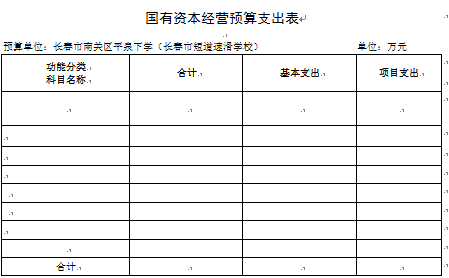 国有资本经营预算支出表
预算单位：长春市南关区平泉下学（长春市短道速滑学校） 单位：万元
功能分类 科目名称 合计 基本支出 项目支出
合计